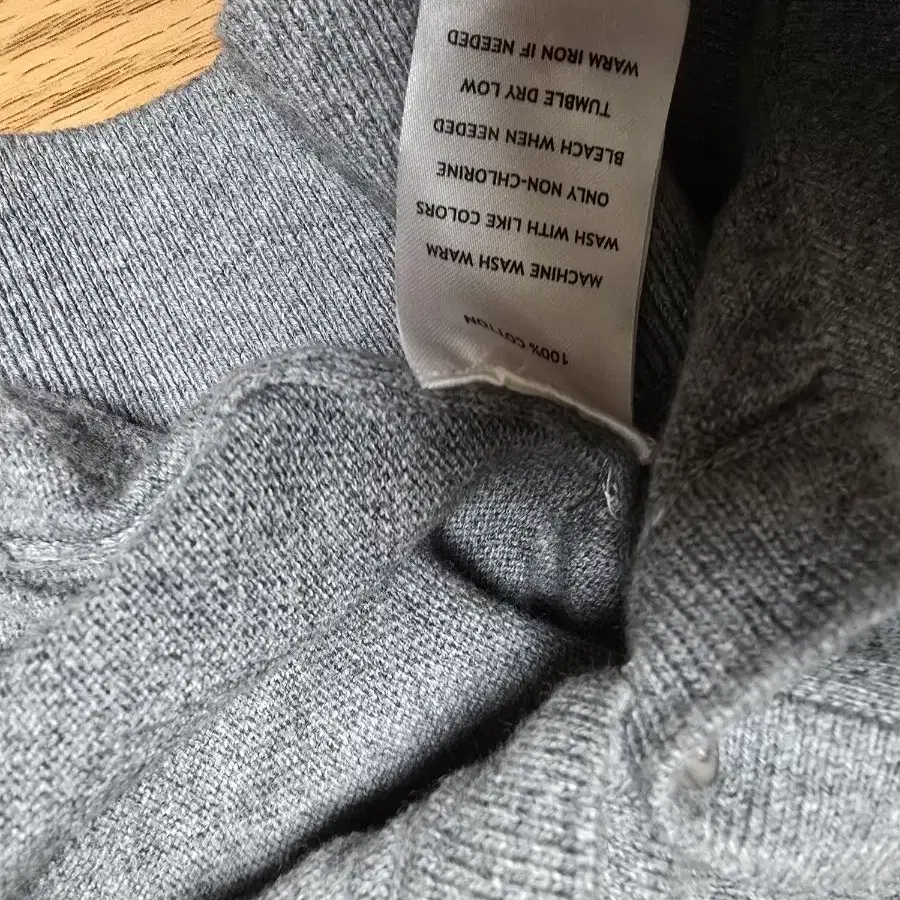 100% COTTON
MACHINE WASH WARM
WASH WITH LIKE COLORS
ONLY NON-CHLORINE
BLEACH WHEN NEEDED
TUMBLE DRY LOW
WARM IRON IF NEEDED